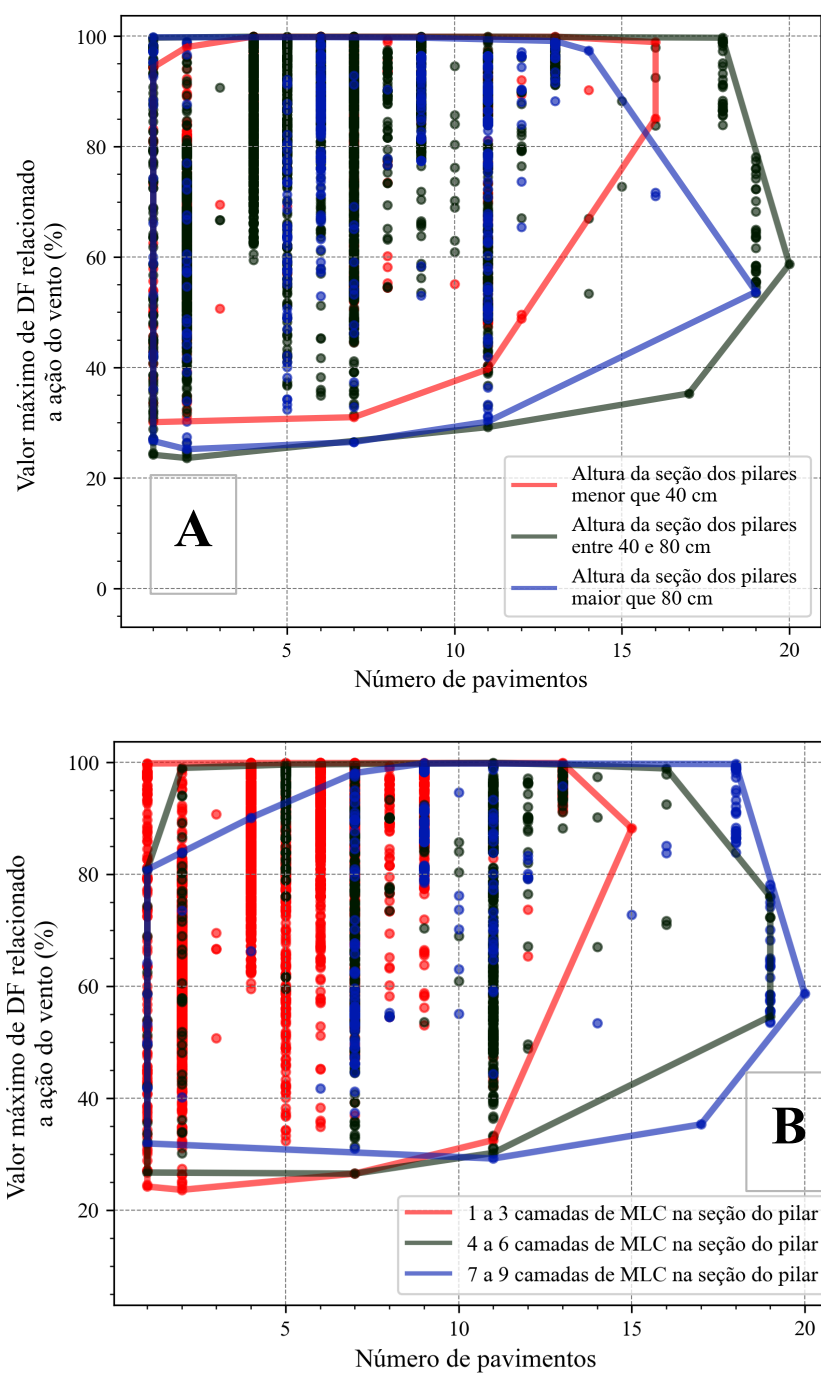 Valor máximo de DF relacionado
a ação do vento (%)
100
80
60
40
20
0
A
Altura da seção dos pilares
menor que 40 cm
Altura da seção dos pilares
entre 40 e 80 cm
Altura da seção dos pilares
maior que 80 cm
5
10
15
20
Número de pavimentos
Valor máximo de DF relacionado
a ação do vento (%)
100
80
60
40
20
B
1 a 3 camadas de MLC na seção do pilar
4 a 6 camadas de MLC na seção do pilar
7 a 9 camadas de MLC na seção do pilar
5
10
15
20
Número de pavimentos